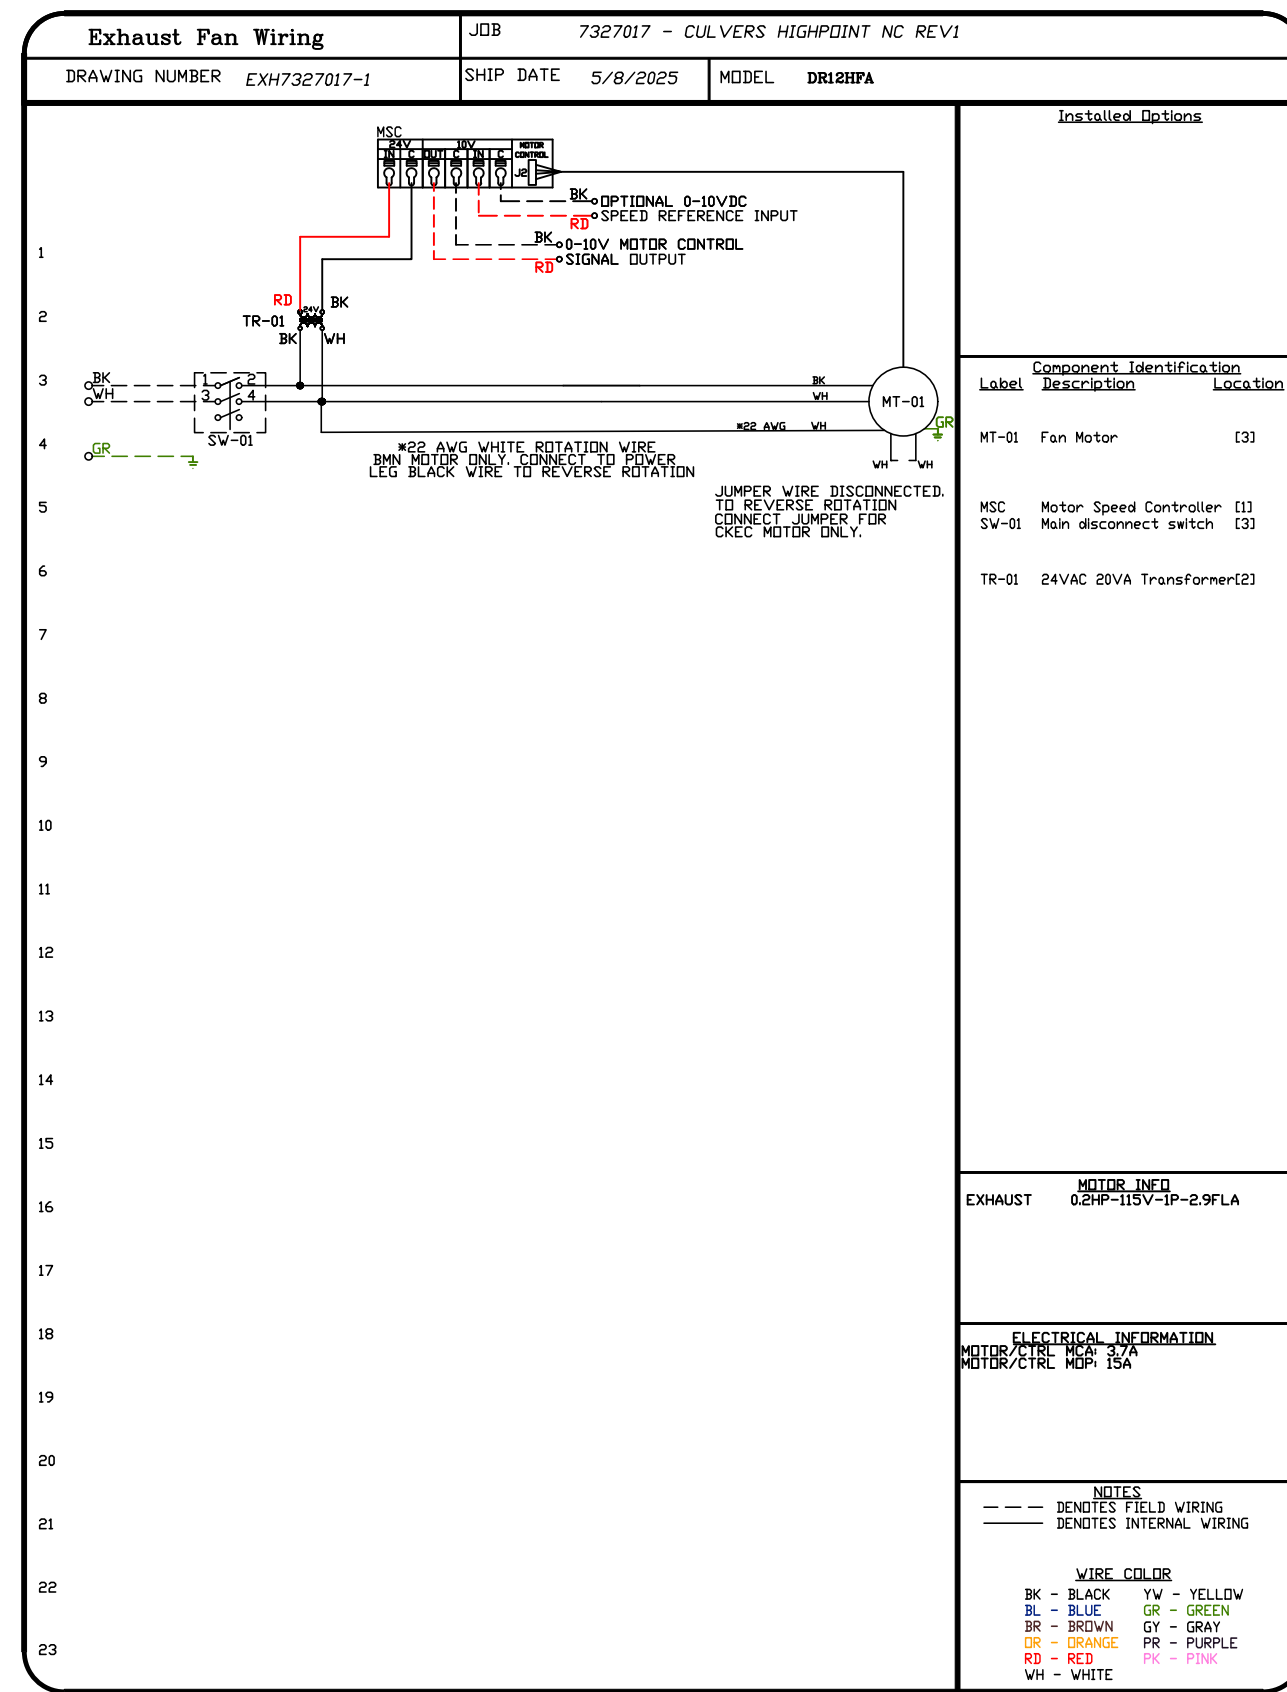 Exhaust Fan Wiring
JOB 7327017 - CULVERS HIGHPOINT NC REV1
DRAWING NUMBER EXH7327017-1
SHIP DATE 5/8/2025
MODEL DR12HFA
MSC
24V 10V MOTOR
IN C OUT C IN C CONTROL
J2
BK OPTIONAL 0-10VDC
RD SPEED REFERENCE INPUT
BK 0-10V MOTOR CONTROL
RD SIGNAL OUTPUT
RD BK
24V
TR-01
BK WH
BK 1 2 BK
WH 3 4 WH
MT-01
SW-01
*22 AWG WH
GR
GR
WH WH
*22 AWG WHITE ROTATION WIRE
BMN MOTOR ONLY. CONNECT TO POWER
LEG BLACK WIRE TO REVERSE ROTATION
JUMPER WIRE DISCONNECTED.
TO REVERSE ROTATION
CONNECT JUMPER FOR
CKEC MOTOR ONLY.
1
2
3
4
5
6
7
8
9
10
11
12
13
14
15
16
17
18
19
20
21
22
23
Installed Options
Component Identification
Label Description Location
MT-01 Fan Motor [3]
MSC Motor Speed Controller [1]
SW-01 Main disconnect switch [3]
TR-01 24VAC 20VA Transformer[2]
MOTOR INFO
EXHAUST 0.2HP-115V-1P-2.9FLA
ELECTRICAL INFORMATION
MOTOR/CTRL MCA: 3.7A
MOTOR/CTRL MOP: 15A
NOTES
DENOTES FIELD WIRING
DENOTES INTERNAL WIRING
WIRE COLOR
BK - BLACK YW - YELLOW
BL - BLUE GR - GREEN
BR - BROWN GY - GRAY
OR - ORANGE PR - PURPLE
RD - RED PK - PINK
WH - WHITE